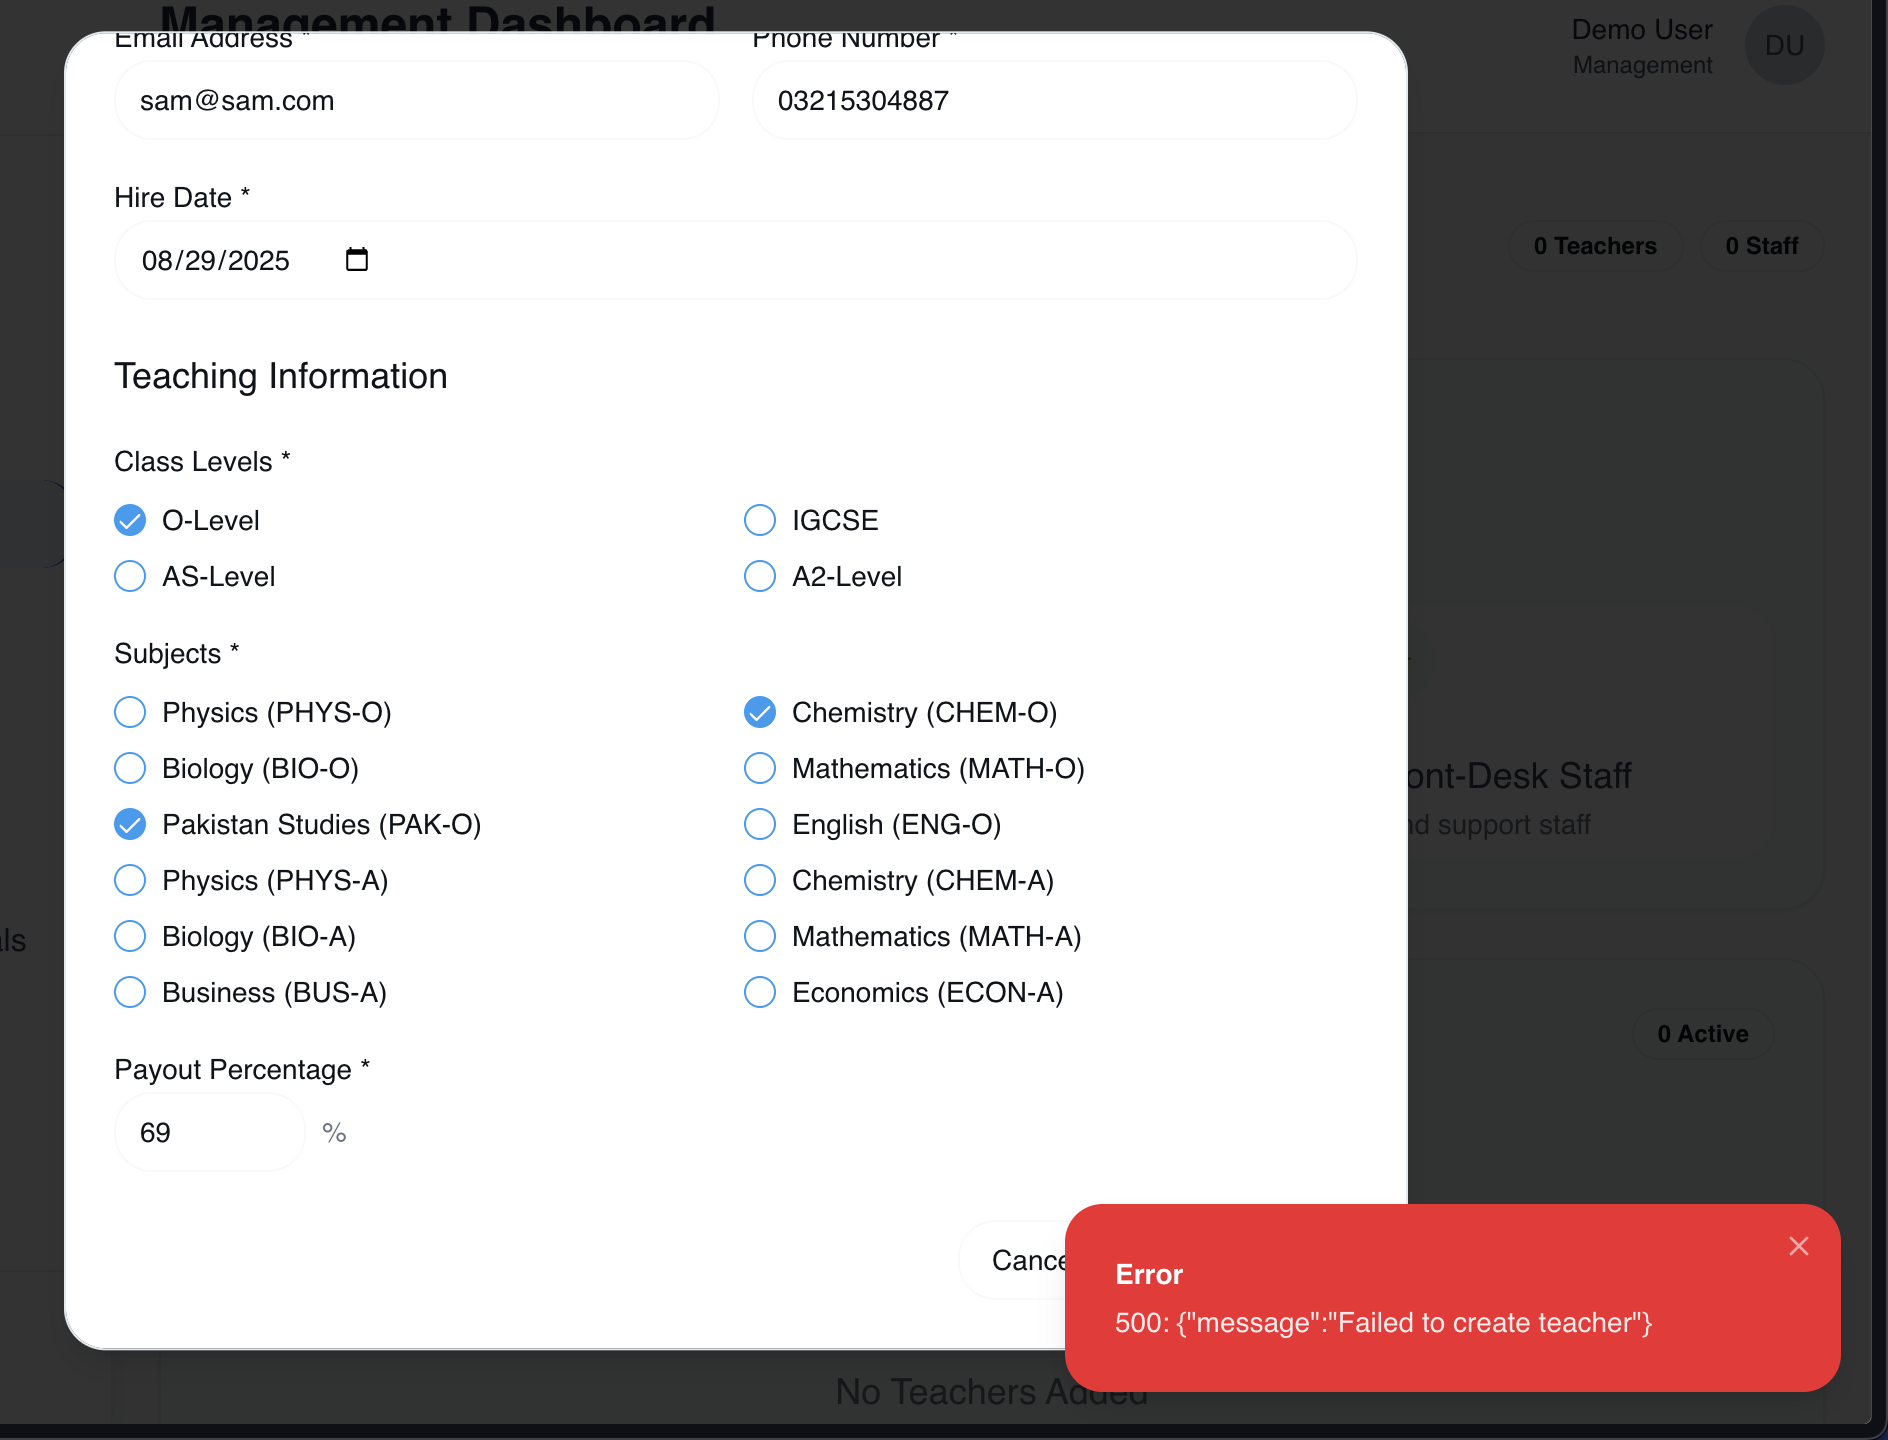 Management Dashboard
Demo User
Management
DU
Email Address *
Phone Number *
sam@sam.com
03215304887
Hire Date *
08/29/2025
0 Teachers
0 Staff
Teaching Information
Class Levels *
O-Level
IGCSE
AS-Level
A2-Level
Subjects *
Physics (PHYS-O)
Chemistry (CHEM-O)
Biology (BIO-O)
Mathematics (MATH-O)
ont-Desk Staff
Pakistan Studies (PAK-O)
English (ENG-O)
nd support staff
Physics (PHYS-A)
Chemistry (CHEM-A)
Biology (BIO-A)
Mathematics (MATH-A)
ls
Business (BUS-A)
Economics (ECON-A)
0 Active
Payout Percentage *
69
%
Cance
Error
500: {"message":"Failed to create teacher"}
No Teachers Added